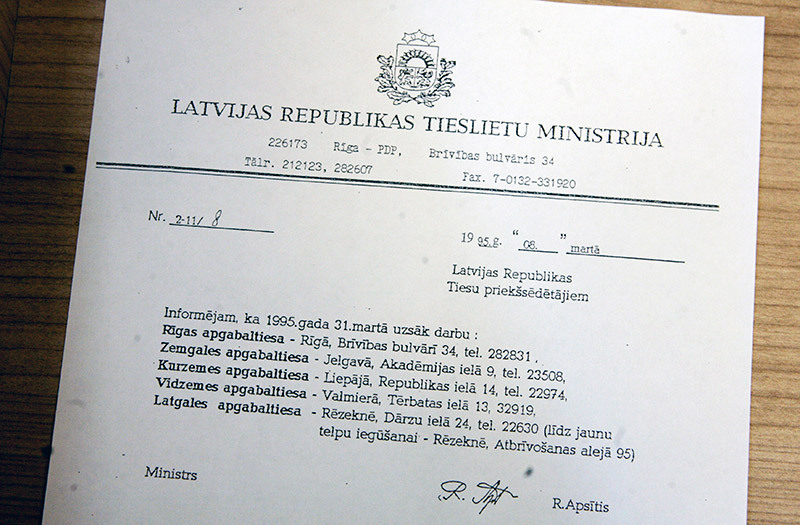 LATVIJAS REPUBLIKAS TIESLIETU MINISTRIJA
226173 Rīga - PDP, Brīvības bulvāris 34
Tālr. 212123, 282607 Fax. 7-0132-331920
Nr. 2-11/ 8
19 95.g. “ 08. ” martā
Latvijas Republikas
Tiesu priekšsēdētājiem
Informējam, ka 1995.gada 31.martā uzsāk darbu :
Rīgas apgabaltiesa - Rīgā, Brīvības bulvārī 34, tel. 282831 ,
Zemgales apgabaltiesa - Jelgavā, Akadēmijas ielā 9, tel. 23508,
Kurzemes apgabaltiesa - Liepājā, Republikas ielā 14, tel. 22974,
Vidzemes apgabaltiesa - Valmierā, Tērbatas ielā 13, 32919,
Latgales apgabaltiesa - Rēzeknē, Dārzu ielā 24, tel. 22630 (līdz jaunu
telpu iegūšanai - Rēzeknē, Atbrīvošanas alejā 95)
Ministrs R.Apsītis